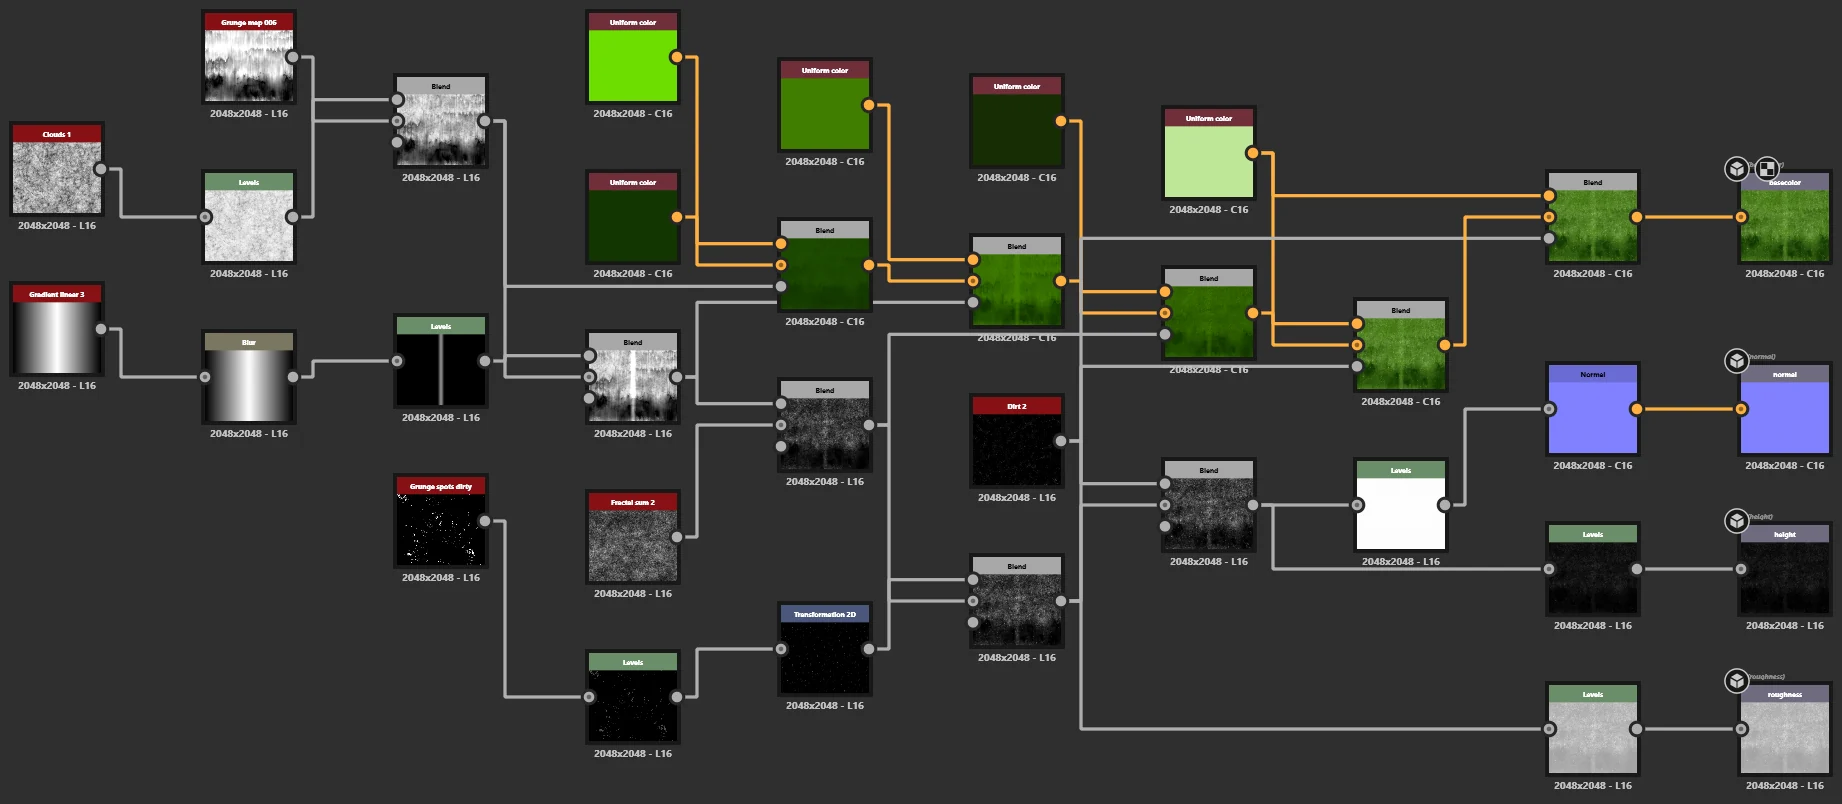 Grunge map 006
2048x2048 - L16
Clouds 1
2048x2048 - L16
Levels
2048x2048 - L16
Gradient linear 3
2048x2048 - L16
Blur
2048x2048 - L16
Blend
2048x2048 - L16
Levels
2048x2048 - L16
Grunge spots dirty
2048x2048 - L16
Uniform color
2048x2048 - C16
Uniform color
2048x2048 - C16
Blend
2048x2048 - L16
Fractal sum 2
2048x2048 - L16
Levels
2048x2048 - L16
Uniform color
2048x2048 - C16
Blend
2048x2048 - C16
Blend
2048x2048 - L16
Transformation 2D
2048x2048 - L16
Uniform color
2048x2048 - C16
Blend
2048x2048 - C16
Dirt 2
2048x2048 - L16
Blend
2048x2048 - L16
Uniform color
2048x2048 - C16
Blend
2048x2048 - C16
Blend
2048x2048 - L16
Blend
2048x2048 - C16
Levels
2048x2048 - L16
Blend
2048x2048 - C16
Normal
2048x2048 - C16
Levels
2048x2048 - L16
Levels
2048x2048 - L16
basecolor
2048x2048 - C16
(normal)
normal
2048x2048 - C16
(height)
height
2048x2048 - L16
(roughness)
roughness
2048x2048 - L16